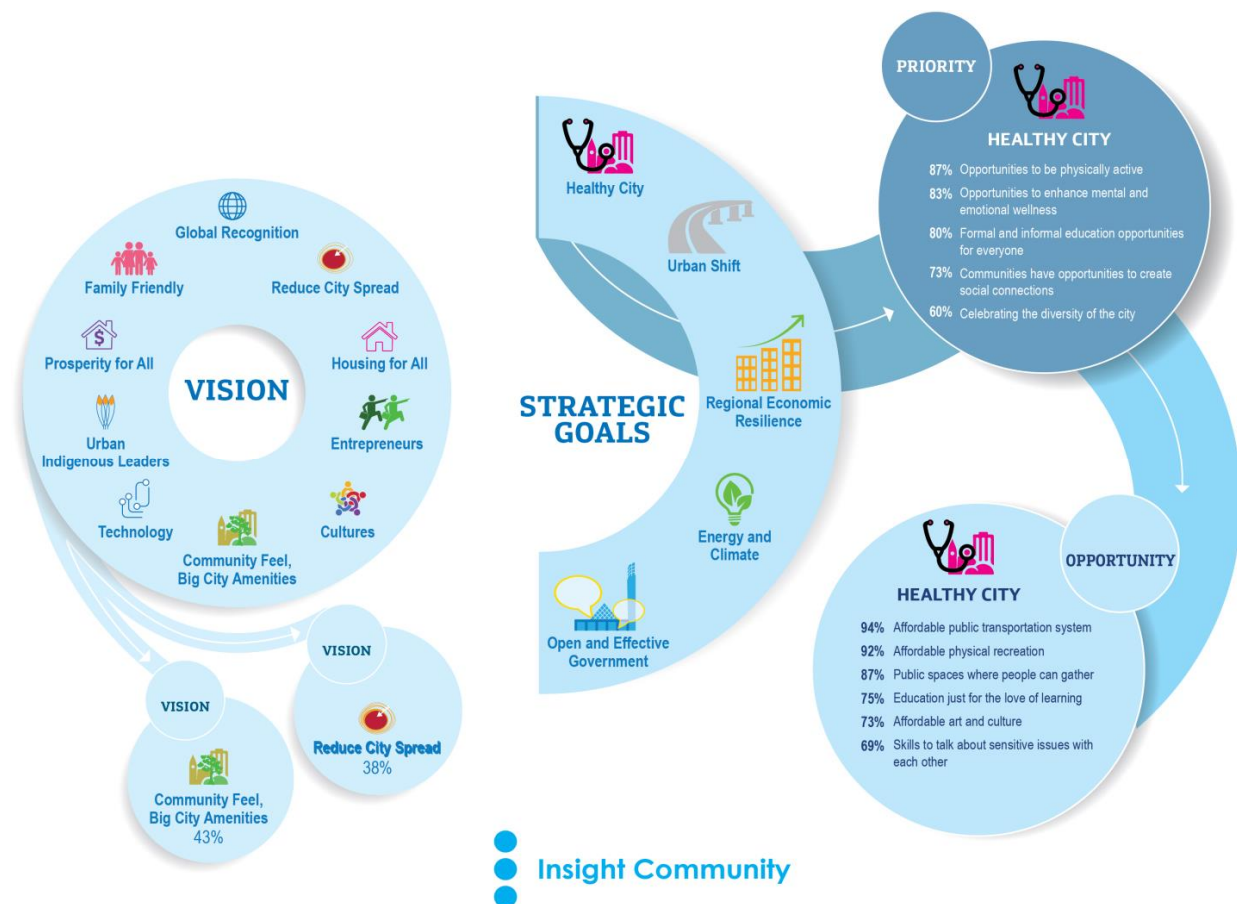 Global Recognition
Family Friendly
Reduce City Spread
Prosperity for All
$
Housing for All
VISION
Urban
Indigenous Leaders
Entrepreneurs
Technology
Cultures
Community Feel,
Big City Amenities
VISION
Reduce City Spread
38%
VISION
Community Feel,
Big City Amenities
43%
STRATEGIC
GOALS
Healthy City
Urban Shift
Regional Economic
Resilience
Energy and
Climate
Open and Effective
Government
PRIORITY
HEALTHY CITY
87% Opportunities to be physically active
83% Opportunities to enhance mental and
emotional wellness
80% Formal and informal education opportunities
for everyone
73% Communities have opportunities to create
social connections
60% Celebrating the diversity of the city
OPPORTUNITY
HEALTHY CITY
94% Affordable public transportation system
92% Affordable physical recreation
87% Public spaces where people can gather
75% Education just for the love of learning
73% Affordable art and culture
69% Skills to talk about sensitive issues with
each other
Insight Community